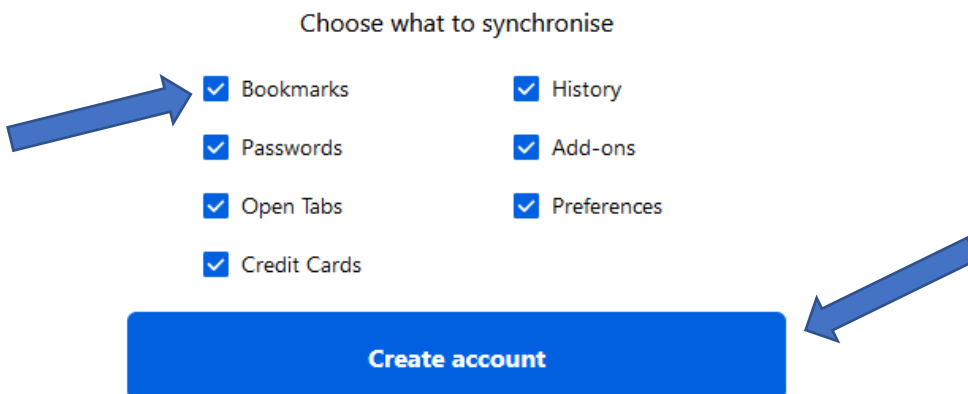 Choose what to synchronise
Bookmarks
History
Passwords
Add-ons
Open Tabs
Preferences
Credit Cards
Create account